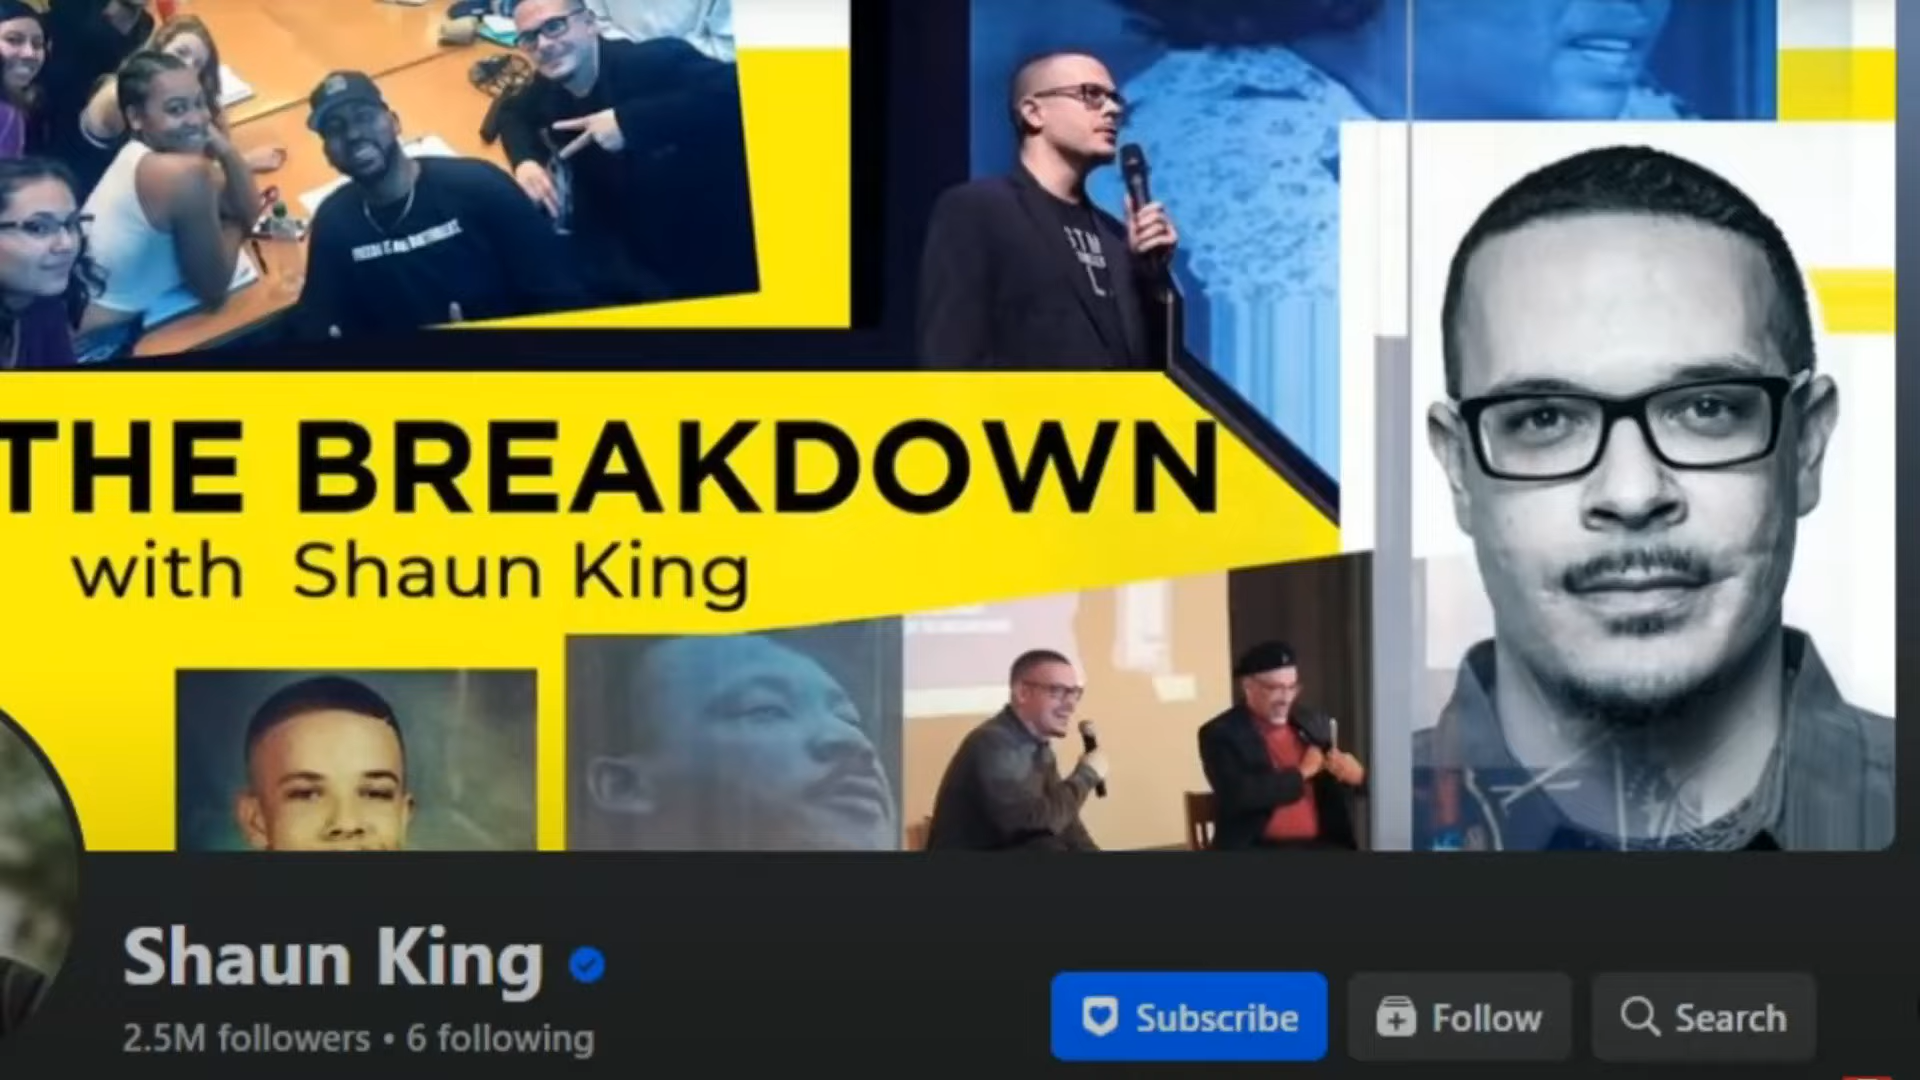 THE BREAKDOWN
with Shaun King
Shaun King
2.5M followers • 6 following
Subscribe
Follow
Search